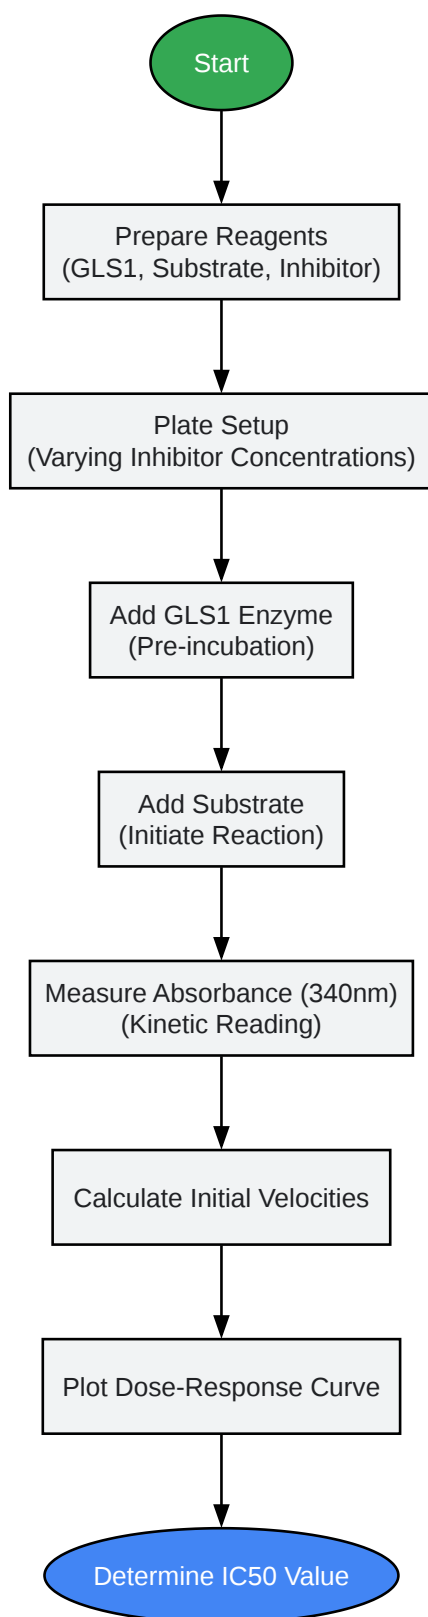 Start
Prepare Reagents
(GLS1, Substrate, Inhibitor)
Plate Setup
(Varying Inhibitor Concentrations)
Add GLS1 Enzyme
(Pre-incubation)
Add Substrate
(Initiate Reaction)
Measure Absorbance (340nm)
(Kinetic Reading)
Calculate Initial Velocities
Plot Dose-Response Curve
Determine IC50 Value